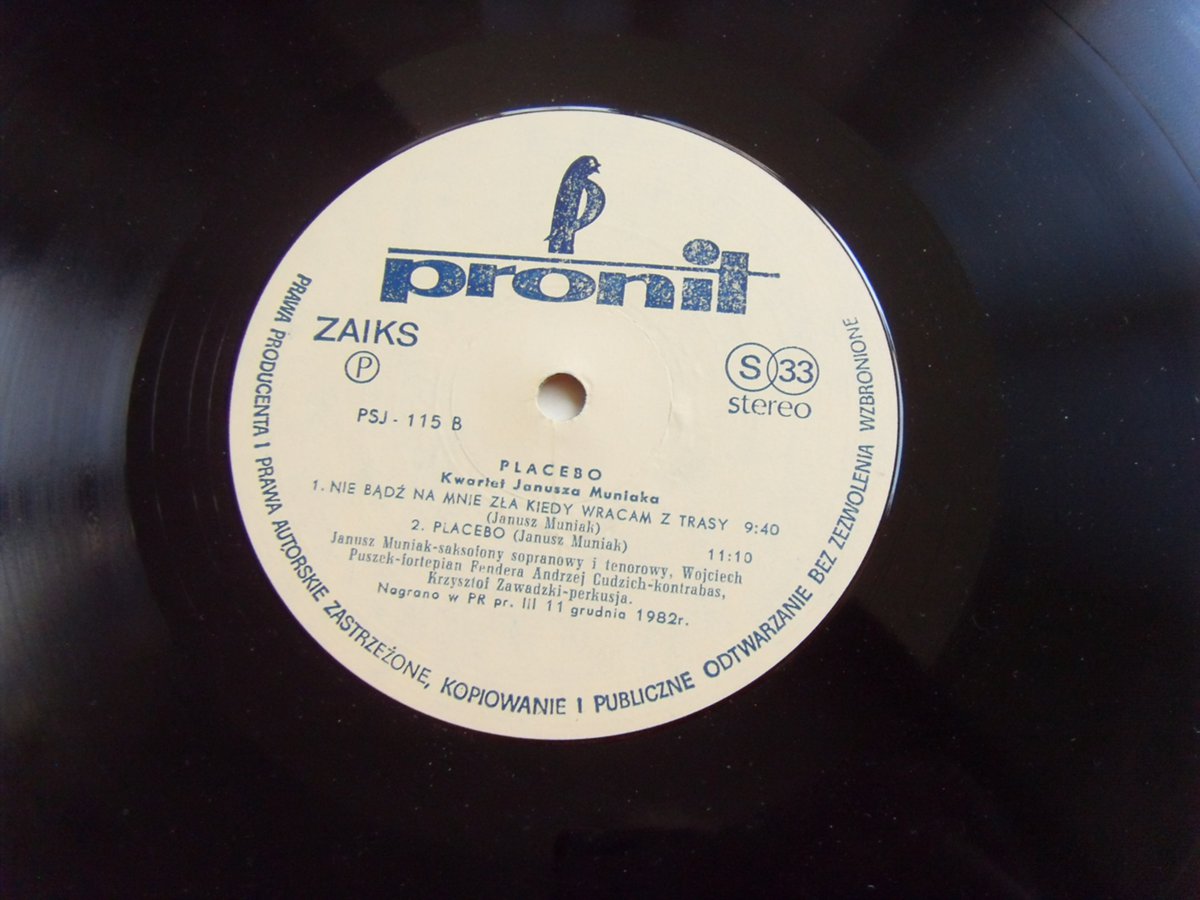 pronit
ZAIKS
P
S 33
stereo
PSJ - 115 B
PLACEBO
Kwartet Janusza Muniaka
1. NIE BĄDŹ NA MNIE ZŁA KIEDY WRACAM Z TRASY 9:40
(Janusz Muniak)
2. PLACEBO (Janusz Muniak) 11:10
Janusz Muniak-saksofony sopranowy i tenorowy, Wojciech
Puszek-fortepian Fendera Andrzej Cudzich-kontrabas,
Krzysztof Zawadzki-perkusja.
Nagrano w PR pr. III 11 grudnia 1982r.
PRAWA PRODUCENTA I PRAWA AUTORSKIE ZASTRZEŻONE, KOPIOWANIE I PUBLICZNE ODTWARZANIE BEZ ZEZWOLENIA WZBRONIONE